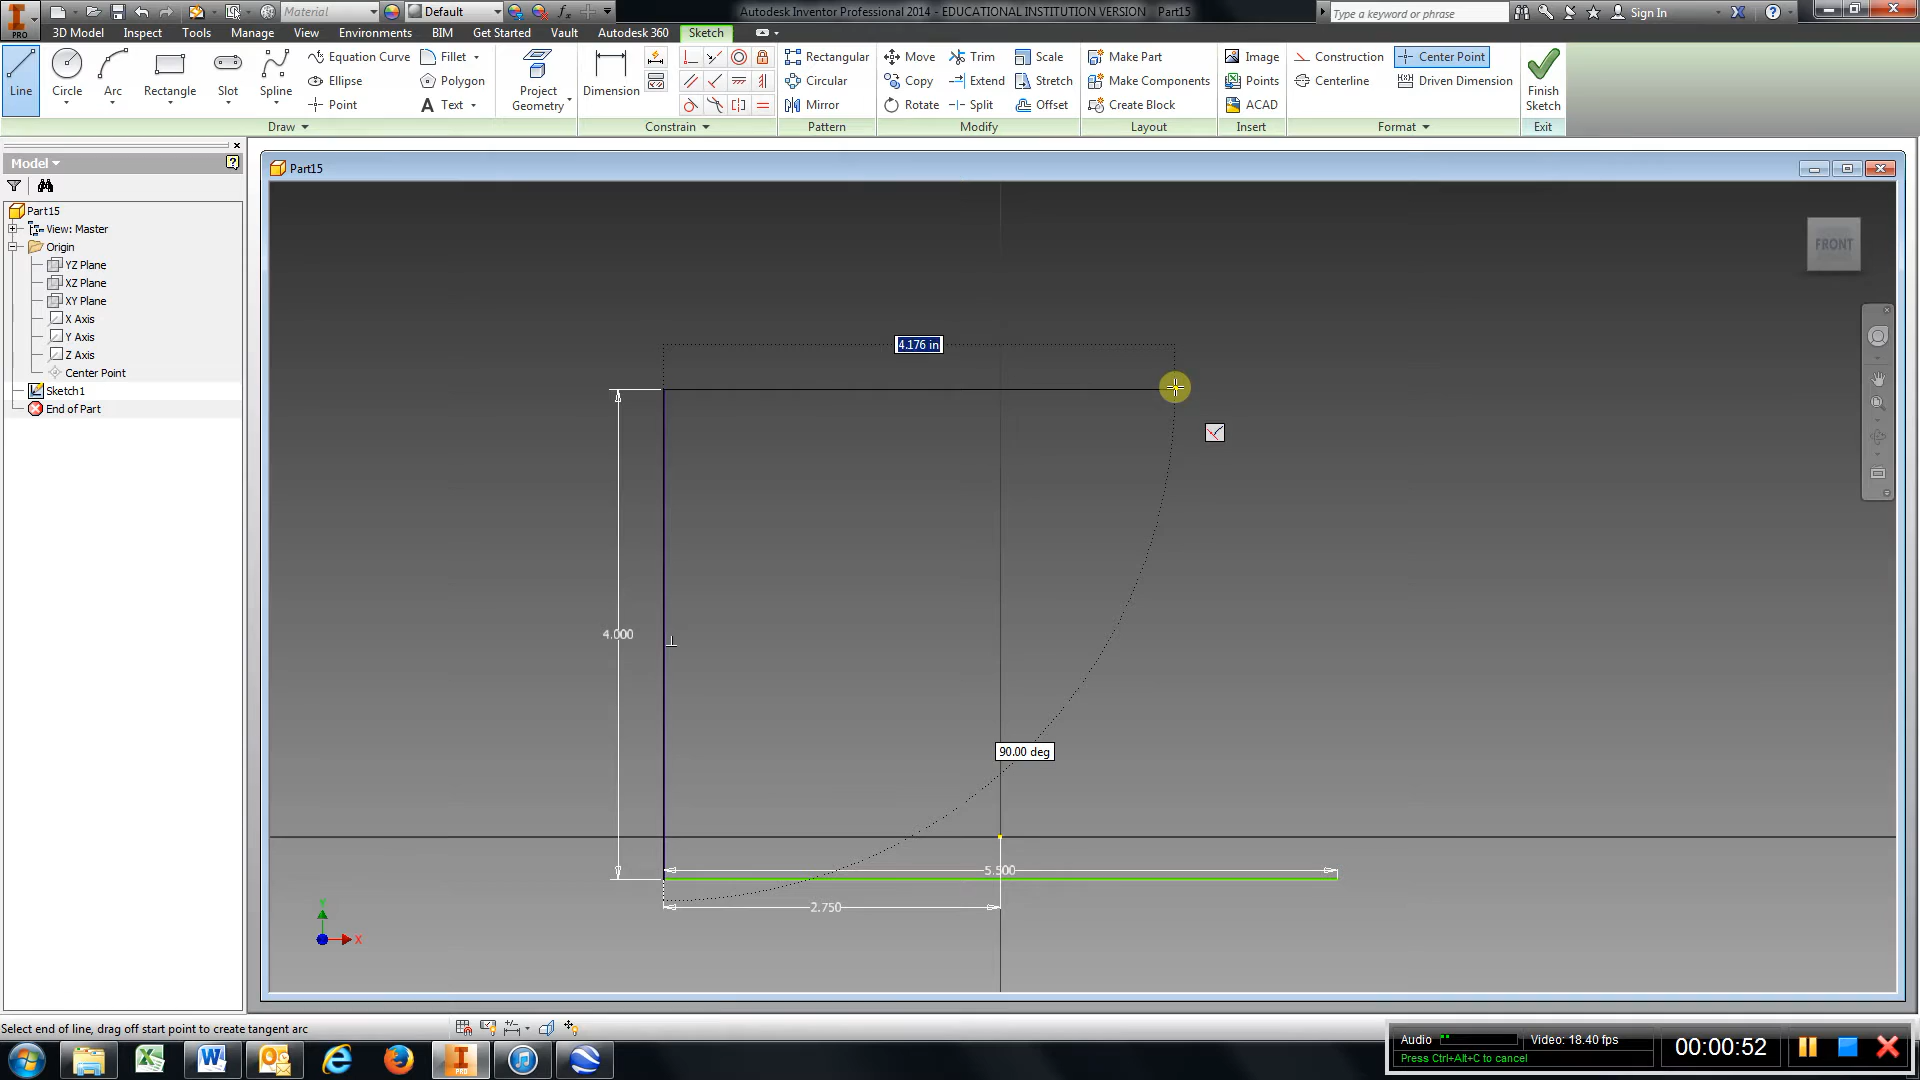 Material
Default
Autodesk Inventor Professional 2014 - EDUCATIONAL INSTITUTION VERSION Part15
Type a keyword or phrase
Sign In
PRO
3D Model Inspect Tools Manage View Environments BIM Get Started Vault Autodesk 360 Sketch
Line
Circle
Arc
Rectangle
Slot
Spline
Equation Curve
Ellipse
Point
Fillet
Polygon
Text
Project
Geometry
Dimension
Rectangular
Circular
Mirror
Move
Copy
Rotate
Trim
Extend
Split
Scale
Stretch
Offset
Make Part
Make Components
Create Block
Image
Points
ACAD
Construction
Centerline
Center Point
Driven Dimension
Finish
Sketch
Draw
Constrain
Pattern
Modify
Layout
Insert
Format
Exit
Model
Part15
View: Master
Origin
YZ Plane
XZ Plane
XY Plane
X Axis
Y Axis
Z Axis
Center Point
Sketch1
End of Part
Part15
FRONT
4.176 in
4.000
90.00 deg
5.500
2.750
Y
X
Select end of line, drag off start point to create tangent arc
Audio
Video: 18.40 fps
Press Ctrl+Alt+C to cancel
00:00:52
PRO